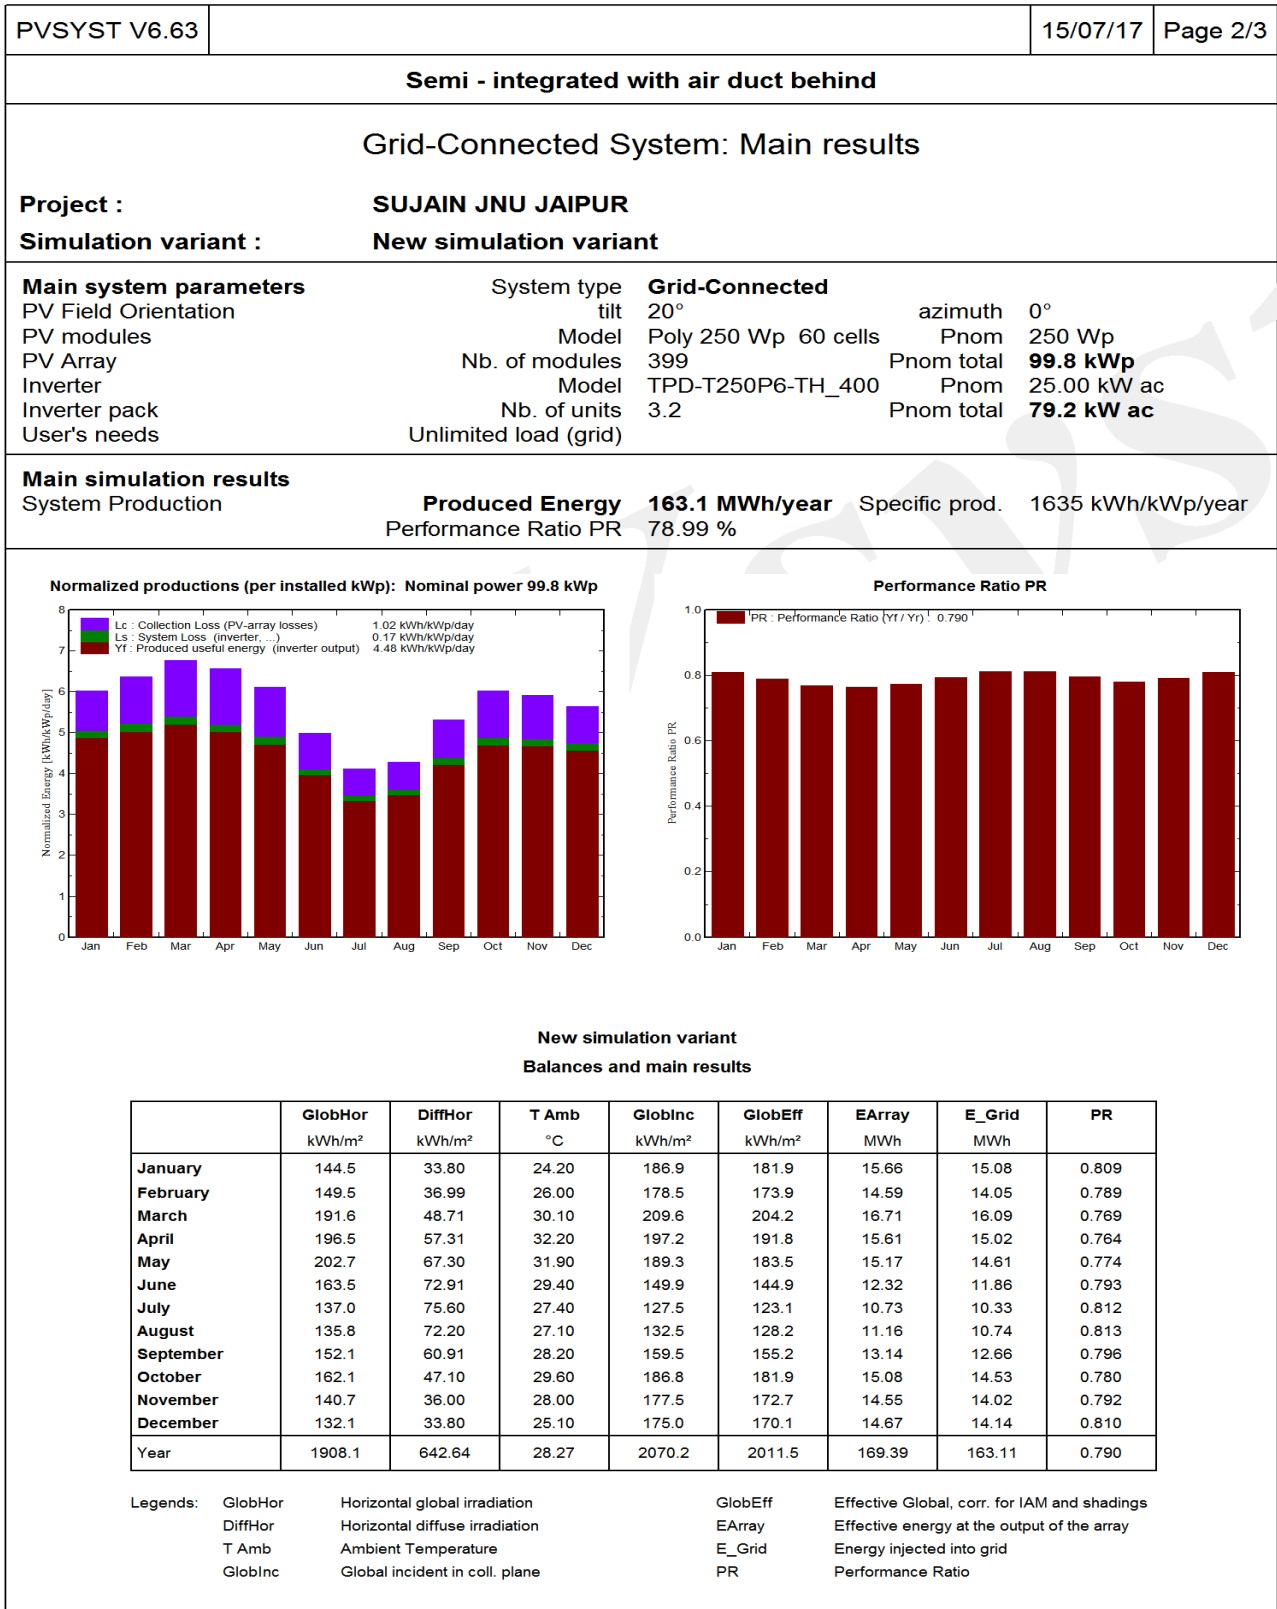 PVSYST V6.63 15/07/17 Page 2/3
Semi - integrated with air duct behind
Grid-Connected System: Main results
Project : SUJAIN JNU JAIPUR
Simulation variant : New simulation variant
Main system parameters System type Grid-Connected
PV Field Orientation tilt 20° azimuth 0°
PV modules Model Poly 250 Wp 60 cells Pnom 250 Wp
PV Array Nb. of modules 399 Pnom total 99.8 kWp
Inverter Model TPD-T250P6-TH_400 Pnom 25.00 kW ac
Inverter pack Nb. of units 3.2 Pnom total 79.2 kW ac
User's needs Unlimited load (grid)
Main simulation results
System Production Produced Energy 163.1 MWh/year Specific prod. 1635 kWh/kWp/year
Performance Ratio PR 78.99 %
Normalized productions (per installed kWp): Nominal power 99.8 kWp
Lc : Collection Loss (PV-array losses) 1.02 kWh/kWp/day
Ls : System Loss (inverter, ...) 0.17 kWh/kWp/day
Yf : Produced useful energy (inverter output) 4.48 kWh/kWp/day
Normalized Energy [kWh/kWp/day]
8
7
6
5
4
3
2
1
0
Jan Feb Mar Apr May Jun Jul Aug Sep Oct Nov Dec
Performance Ratio PR
PR : Performance Ratio (Yf / Yr) : 0.790
Performance Ratio PR
1.0
0.8
0.6
0.4
0.2
0.0
Jan Feb Mar Apr May Jun Jul Aug Sep Oct Nov Dec
New simulation variant
Balances and main results
GlobHor DiffHor T Amb GlobInc GlobEff EArray E_Grid PR
kWh/m² kWh/m² °C kWh/m² kWh/m² MWh MWh
January 144.5 33.80 24.20 186.9 181.9 15.66 15.08 0.809
February 149.5 36.99 26.00 178.5 173.9 14.59 14.05 0.789
March 191.6 48.71 30.10 209.6 204.2 16.71 16.09 0.769
April 196.5 57.31 32.20 197.2 191.8 15.61 15.02 0.764
May 202.7 67.30 31.90 189.3 183.5 15.17 14.61 0.774
June 163.5 72.91 29.40 149.9 144.9 12.32 11.86 0.793
July 137.0 75.60 27.40 127.5 123.1 10.73 10.33 0.812
August 135.8 72.20 27.10 132.5 128.2 11.16 10.74 0.813
September 152.1 60.91 28.20 159.5 155.2 13.14 12.66 0.796
October 162.1 47.10 29.60 186.8 181.9 15.08 14.53 0.780
November 140.7 36.00 28.00 177.5 172.7 14.55 14.02 0.792
December 132.1 33.80 25.10 175.0 170.1 14.67 14.14 0.810
Year 1908.1 642.64 28.27 2070.2 2011.5 169.39 163.11 0.790
Legends: GlobHor Horizontal global irradiation GlobEff Effective Global, corr. for IAM and shadings
DiffHor Horizontal diffuse irradiation EArray Effective energy at the output of the array
T Amb Ambient Temperature E_Grid Energy injected into grid
GlobInc Global incident in coll. plane PR Performance Ratio